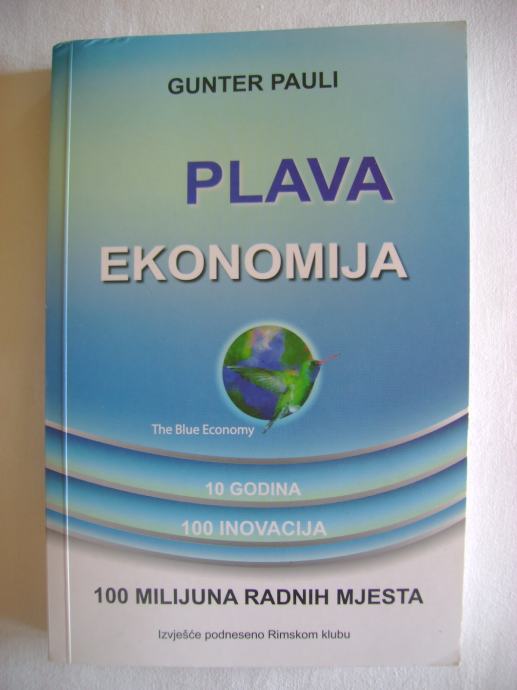 GUNTER PAULI
PLAVA
EKONOMIJA
The Blue Economy
10 GODINA
100 INOVACIJA
100 MILIJUNA RADNIH MJESTA
Izvješće podneseno Rimskom klubu